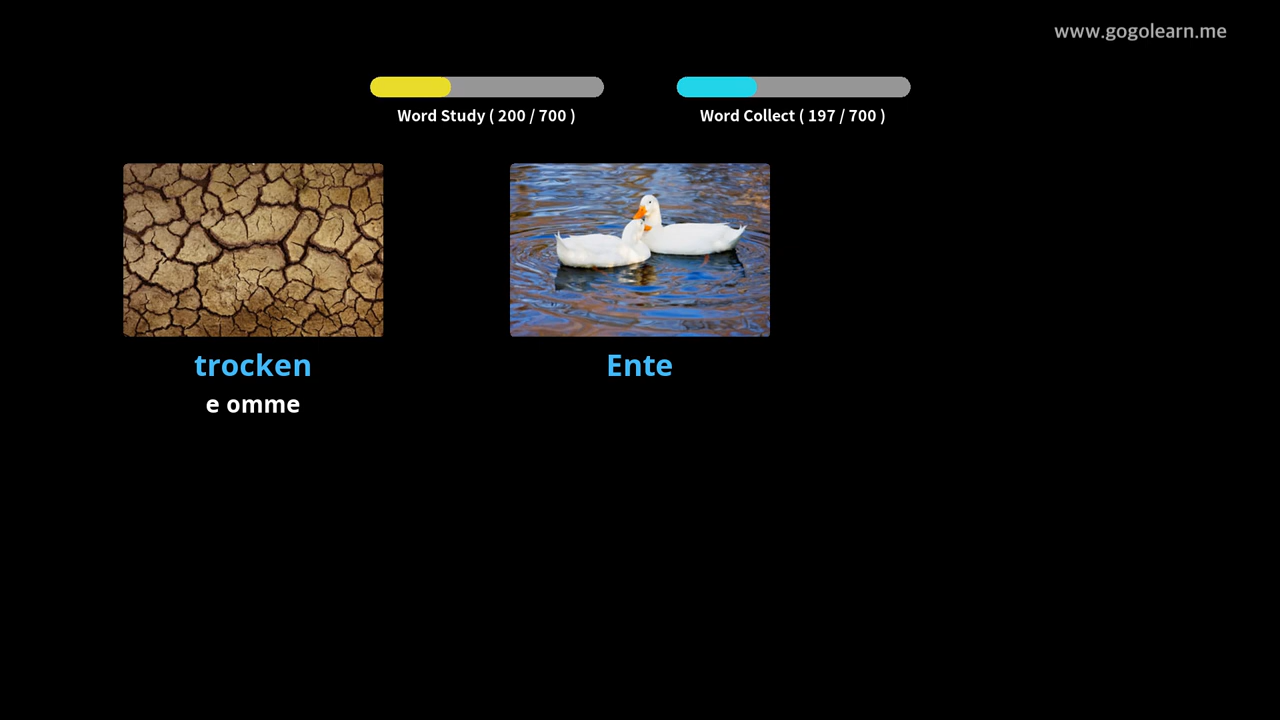 www.gogolearn.me
Word Study ( 200 / 700 )
Word Collect ( 197 / 700 )
trocken
Ente
e omme